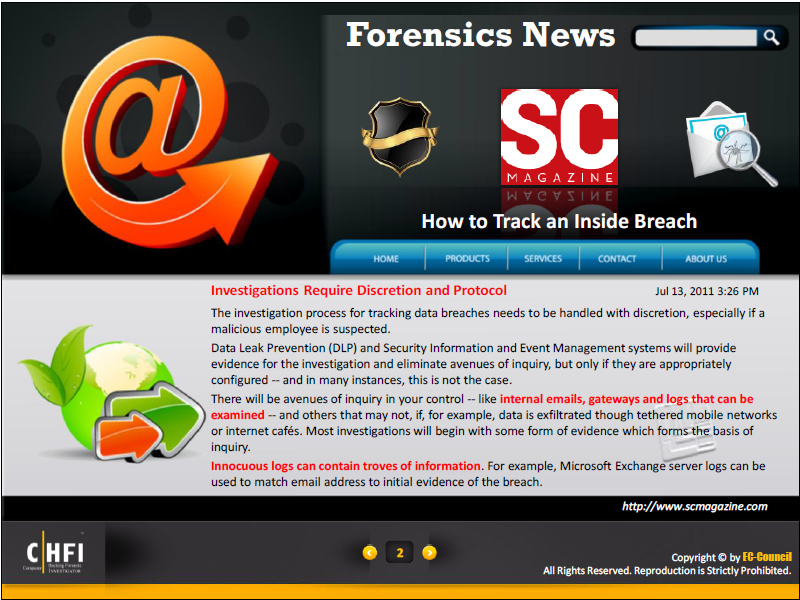 Forensics News
SC
MAGAZINE
How to Track an Inside Breach
HOME PRODUCTS SERVICES CONTACT ABOUT US
Investigations Require Discretion and Protocol Jul 13, 2011 3:26 PM
The investigation process for tracking data breaches needs to be handled with discretion, especially if a
malicious employee is suspected.
Data Leak Prevention (DLP) and Security Information and Event Management systems will provide
evidence for the investigation and eliminate avenues of inquiry, but only if they are appropriately
configured -- and in many instances, this is not the case.
There will be avenues of inquiry in your control -- like internal emails, gateways and logs that can be
examined -- and others that may not, if, for example, data is exfiltrated though tethered mobile networks
or internet cafés. Most investigations will begin with some form of evidence which forms the basis of
inquiry.
Innocuous logs can contain troves of information. For example, Microsoft Exchange server logs can be
used to match email address to initial evidence of the breach.
http://www.scmagazine.com
CHFI
Computer Hacking Forensic
INVESTIGATOR
2
Copyright © by EC-Council
All Rights Reserved. Reproduction is Strictly Prohibited.